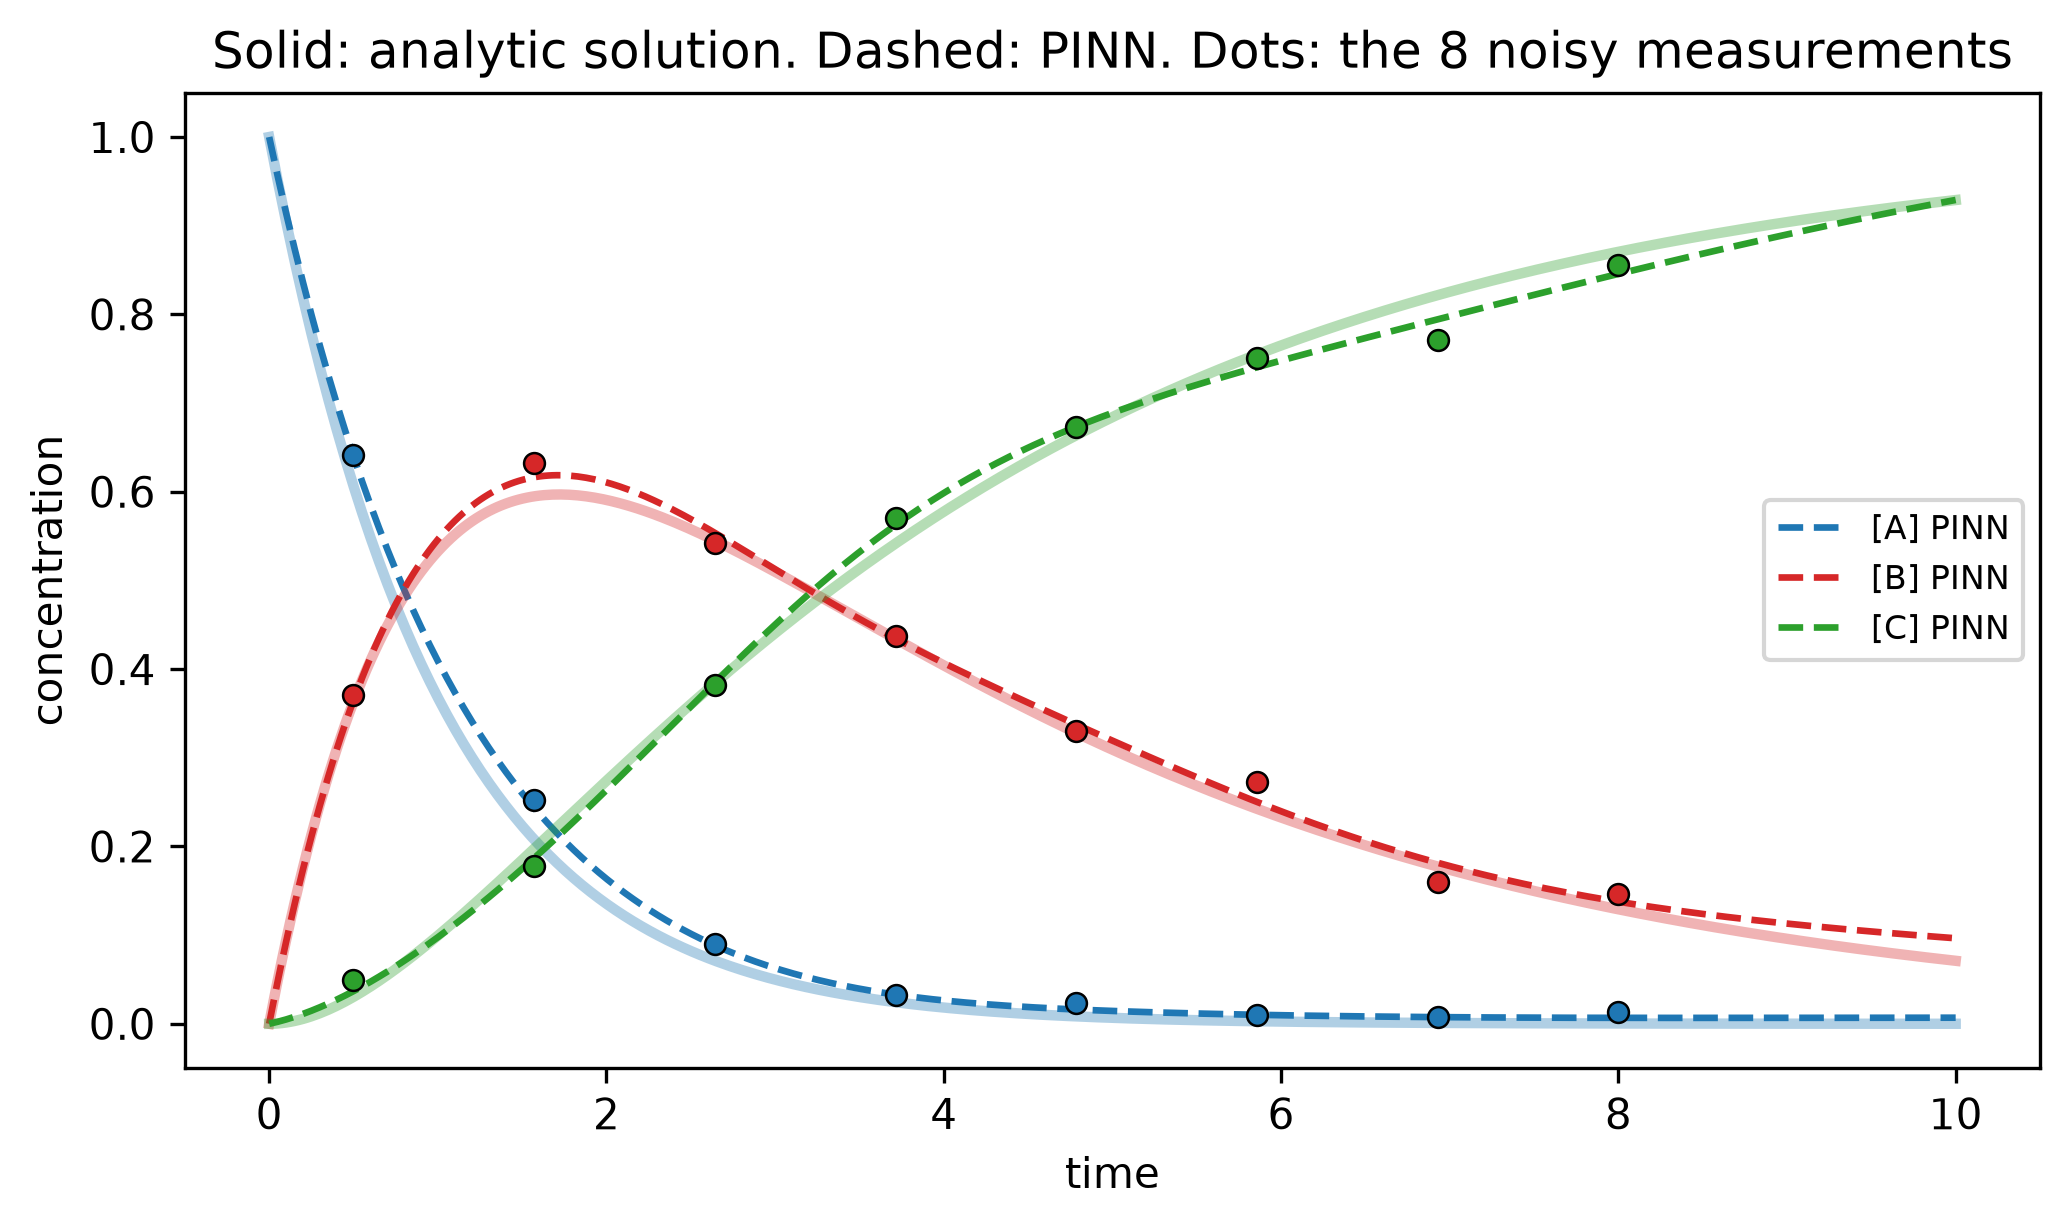 Solid: analytic solution. Dashed: PINN. Dots: the 8 noisy measurements
1.0
0.8
0.6
0.4
0.2
0.0
concentration
[A] PINN
[B] PINN
[C] PINN
0 2 4 6 8 10
time